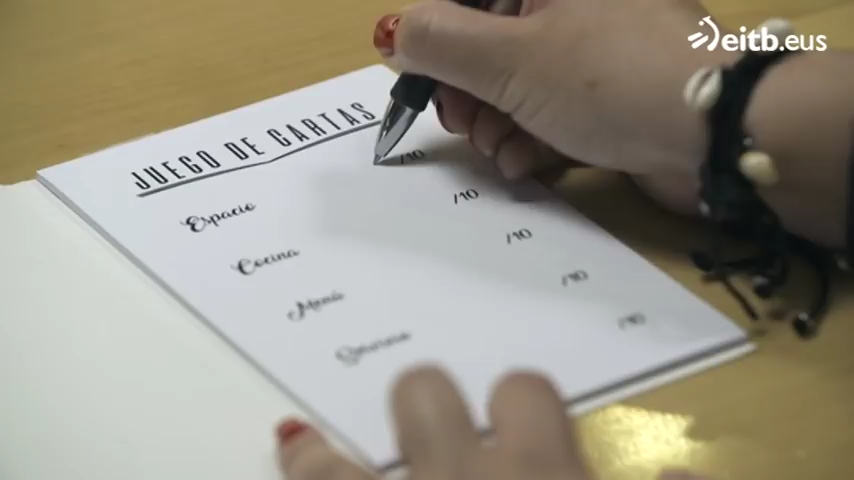 eitb.eus
JUEGO DE CARTAS
Espacio /10
Cocina /10
Menú /10
/10
/10